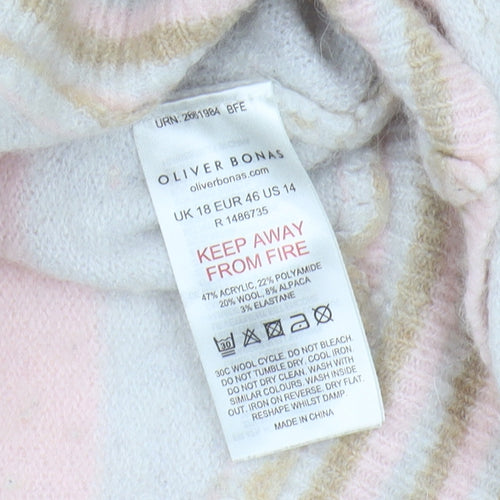 URN. 2661984 BFE
OLIVER BONAS
oliverbonas.com
UK 18 EUR 46 US 14
R 1486735
KEEP AWAY
FROM FIRE
47% ACRYLIC, 22% POLYAMIDE
20% WOOL, 8% ALPACA
3% ELASTANE
30
30C WOOL CYCLE. DO NOT BLEACH.
DO NOT TUMBLE DRY. COOL IRON.
DO NOT DRY CLEAN. WASH WITH
SIMILAR COLOURS. WASH INSIDE
OUT. IRON ON REVERSE. DRY FLAT.
RESHAPE WHILST DAMP.
MADE IN CHINA